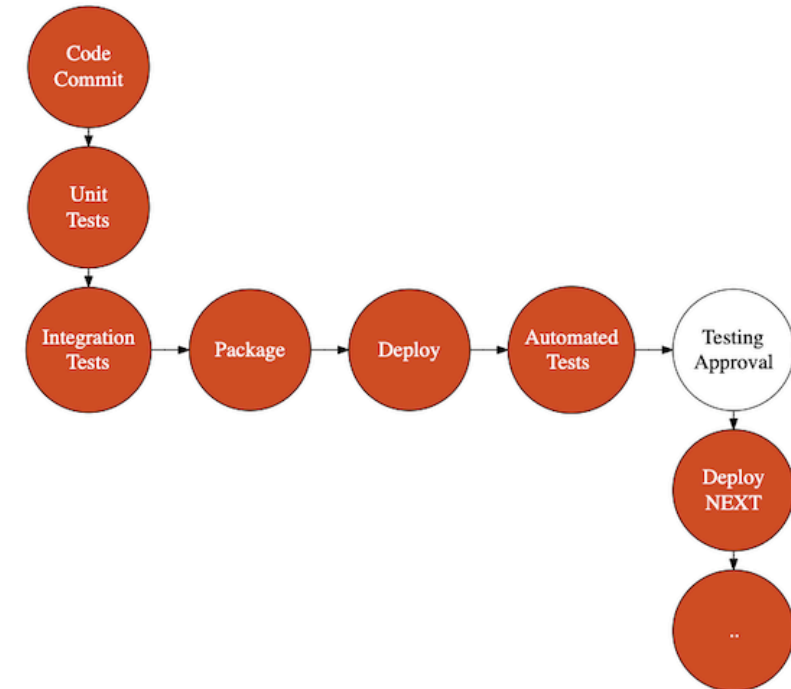 Code
Commit
Unit
Tests
Integration
Tests
Package
Deploy
Automated
Tests
Testing
Approval
Deploy
NEXT
..